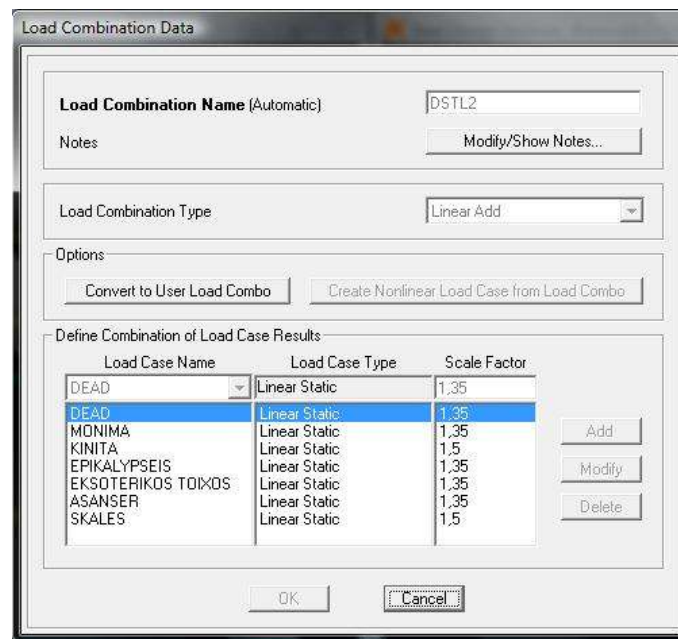 Load Combination Data
Load Combination Name (Automatic) DSTL2
Notes Modify/Show Notes...
Load Combination Type Linear Add
Options
Convert to User Load Combo Create Nonlinear Load Case from Load Combo
Define Combination of Load Case Results
Load Case Name Load Case Type Scale Factor
DEAD Linear Static 1,35
DEAD Linear Static 1,35
MONIMA Linear Static 1,35
KINITA Linear Static 1,5
EPIKALYPSEIS Linear Static 1,35
EKSOTERIKOS TOIXOS Linear Static 1,35
ASANSER Linear Static 1,35
SKALES Linear Static 1,5
Add
Modify
Delete
OK Cancel